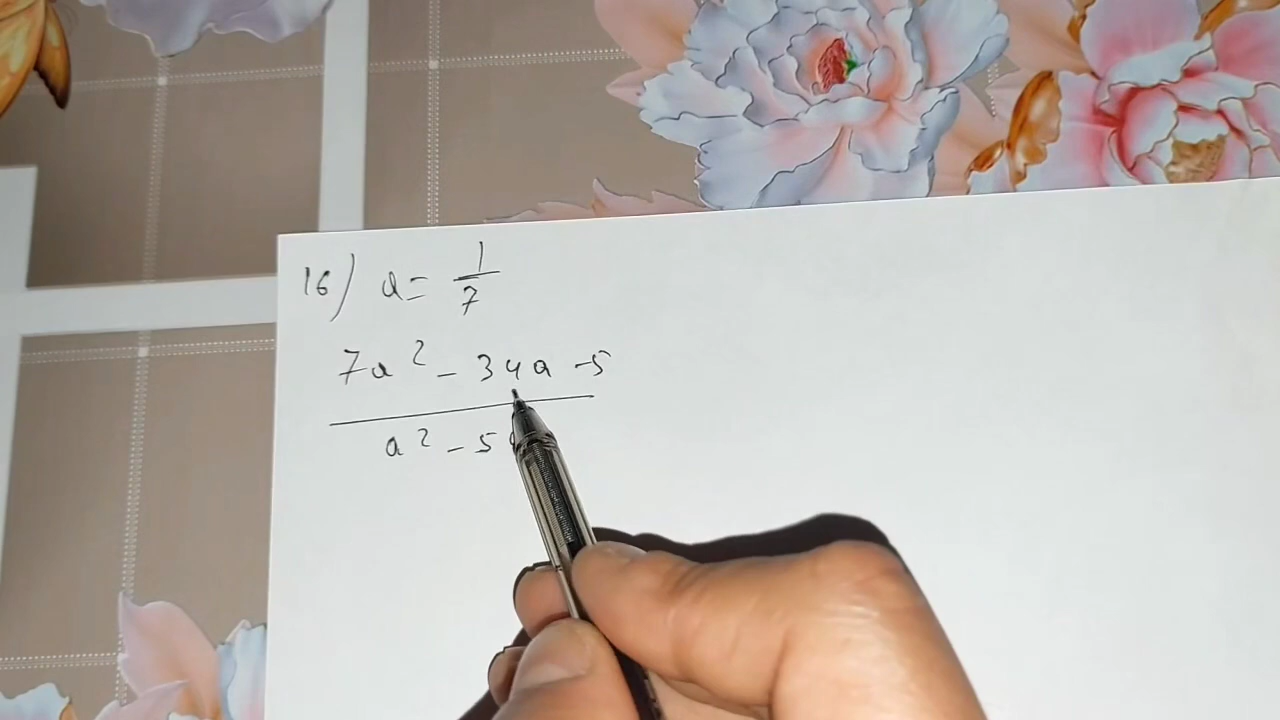 16) a = 1/7
7a² - 34a - 5
a² - 5